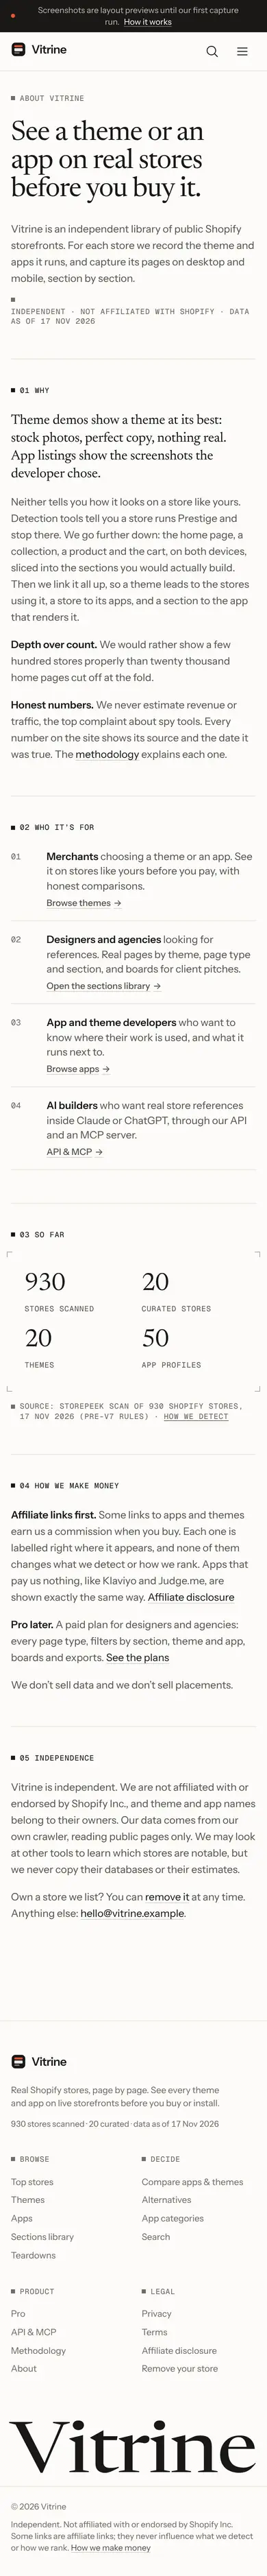 Screenshots are layout previews until our first capture
run. How it works
Vitrine
ABOUT VITRINE
See a theme or an
app on real stores
before you buy it.
Vitrine is an independent library of public Shopify
storefronts. For each store we record the theme and
apps it runs, and capture its pages on desktop and
mobile, section by section.
INDEPENDENT · NOT AFFILIATED WITH SHOPIFY · DATA
AS OF 17 NOV 2026
01 WHY
Theme demos show a theme at its best:
stock photos, perfect copy, nothing real.
App listings show the screenshots the
developer chose.
Neither tells you how it looks on a store like yours.
Detection tools tell you a store runs Prestige and
stop there. We go further down: the home page, a
collection, a product and the cart, on both devices,
sliced into the sections you would actually build.
Then we link it all up, so a theme leads to the stores
using it, a store to its apps, and a section to the app
that renders it.
Depth over count. We would rather show a few
hundred stores properly than twenty thousand
home pages cut off at the fold.
Honest numbers. We never estimate revenue or
traffic, the top complaint about spy tools. Every
number on the site shows its source and the date it
was true. The methodology explains each one.
02 WHO IT'S FOR
01 Merchants choosing a theme or an app. See
it on stores like yours before you pay, with
honest comparisons.
Browse themes →
02 Designers and agencies looking for
references. Real pages by theme, page type
and section, and boards for client pitches.
Open the sections library →
03 App and theme developers who want to
know where their work is used, and what it
runs next to.
Browse apps →
04 AI builders who want real store references
inside Claude or ChatGPT, through our API
and an MCP server.
API & MCP →
03 SO FAR
930 20
STORES SCANNED CURATED STORES
20 50
THEMES APP PROFILES
SOURCE: STOREPEEK SCAN OF 930 SHOPIFY STORES,
17 NOV 2026 (PRE-V7 RULES) · HOW WE DETECT
04 HOW WE MAKE MONEY
Affiliate links first. Some links to apps and themes
earn us a commission when you buy. Each one is
labelled right where it appears, and none of them
changes what we detect or how we rank. Apps that
pay us nothing, like Klaviyo and Judge.me, are
shown exactly the same way. Affiliate disclosure
Pro later. A paid plan for designers and agencies:
every page type, filters by section, theme and app,
boards and exports. See the plans
We don't sell data and we don't sell placements.
05 INDEPENDENCE
Vitrine is independent. We are not affiliated with or
endorsed by Shopify Inc., and theme and app names
belong to their owners. Our data comes from our
own crawler, reading public pages only. We may look
at other tools to learn which stores are notable, but
we never copy their databases or their estimates.
Own a store we list? You can remove it at any time.
Anything else: hello@vitrine.example.
Vitrine
Real Shopify stores, page by page. See every theme
and app on live storefronts before you buy or install.
930 stores scanned · 20 curated · data as of 17 Nov 2026
BROWSE
Top stores
Themes
Apps
Sections library
Teardowns
DECIDE
Compare apps & themes
Alternatives
App categories
Search
PRODUCT
Pro
API & MCP
Methodology
About
LEGAL
Privacy
Terms
Affiliate disclosure
Remove your store
Vitrine
© 2026 Vitrine
Independent. Not affiliated with or endorsed by Shopify Inc.
Some links are affiliate links; they never influence what we detect
or how we rank. How we make money